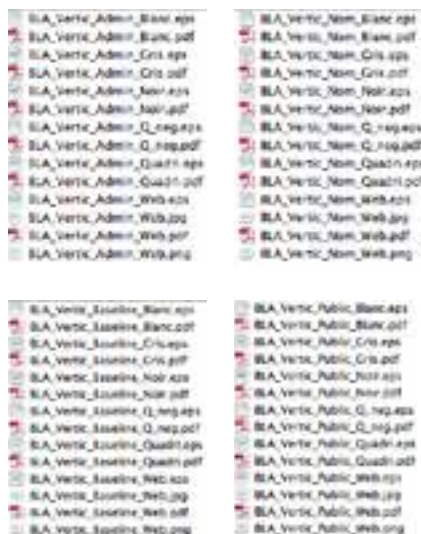 BLA_Vertic_Admin_Blanc.eps
BLA_Vertic_Admin_Blanc.pdf
BLA_Vertic_Admin_Gris.eps
BLA_Vertic_Admin_Gris.pdf
BLA_Vertic_Admin_Noir.eps
BLA_Vertic_Admin_Noir.pdf
BLA_Vertic_Admin_Q_neg.eps
BLA_Vertic_Admin_Q_neg.pdf
BLA_Vertic_Admin_Quadri.eps
BLA_Vertic_Admin_Quadri.pdf
BLA_Vertic_Admin_Web.eps
BLA_Vertic_Admin_Web.jpg
BLA_Vertic_Admin_Web.pdf
BLA_Vertic_Admin_Web.png
BLA_Vertic_Nom_Blanc.eps
BLA_Vertic_Nom_Blanc.pdf
BLA_Vertic_Nom_Gris.eps
BLA_Vertic_Nom_Gris.pdf
BLA_Vertic_Nom_Noir.eps
BLA_Vertic_Nom_Noir.pdf
BLA_Vertic_Nom_Q_neg.eps
BLA_Vertic_Nom_Q_neg.pdf
BLA_Vertic_Nom_Quadri.eps
BLA_Vertic_Nom_Quadri.pdf
BLA_Vertic_Nom_Web.eps
BLA_Vertic_Nom_Web.jpg
BLA_Vertic_Nom_Web.pdf
BLA_Vertic_Nom_Web.png
BLA_Vertic_Baseline_Blanc.eps
BLA_Vertic_Baseline_Blanc.pdf
BLA_Vertic_Baseline_Gris.eps
BLA_Vertic_Baseline_Gris.pdf
BLA_Vertic_Baseline_Noir.eps
BLA_Vertic_Baseline_Noir.pdf
BLA_Vertic_Baseline_Q_neg.eps
BLA_Vertic_Baseline_Q_neg.pdf
BLA_Vertic_Baseline_Quadri.eps
BLA_Vertic_Baseline_Quadri.pdf
BLA_Vertic_Baseline_Web.eps
BLA_Vertic_Baseline_Web.jpg
BLA_Vertic_Baseline_Web.pdf
BLA_Vertic_Baseline_Web.png
BLA_Vertic_Public_Blanc.eps
BLA_Vertic_Public_Blanc.pdf
BLA_Vertic_Public_Gris.eps
BLA_Vertic_Public_Gris.pdf
BLA_Vertic_Public_Noir.eps
BLA_Vertic_Public_Noir.pdf
BLA_Vertic_Public_Q_neg.eps
BLA_Vertic_Public_Q_neg.pdf
BLA_Vertic_Public_Quadri.eps
BLA_Vertic_Public_Quadri.pdf
BLA_Vertic_Public_Web.eps
BLA_Vertic_Public_Web.jpg
BLA_Vertic_Public_Web.pdf
BLA_Vertic_Public_Web.png